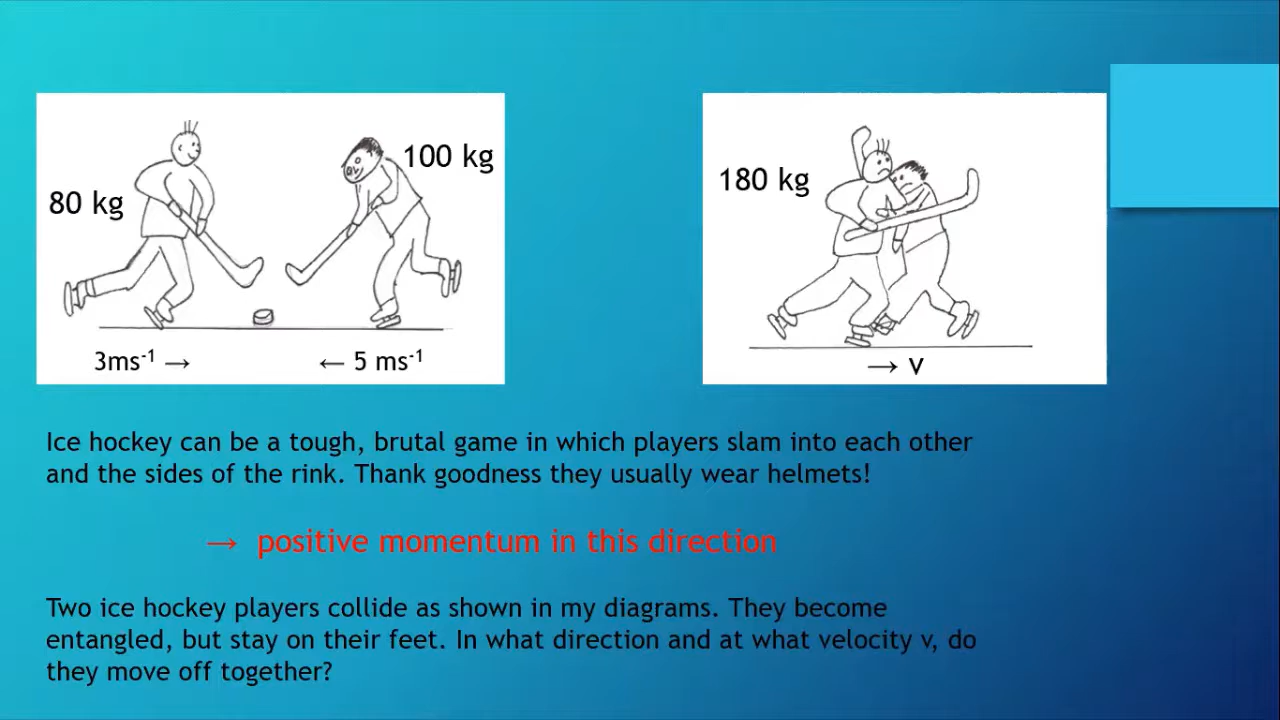 80 kg
100 kg
3ms⁻¹ →
← 5 ms⁻¹
180 kg
→ v
Ice hockey can be a tough, brutal game in which players slam into each other
and the sides of the rink. Thank goodness they usually wear helmets!
→ positive momentum in this direction
Two ice hockey players collide as shown in my diagrams. They become
entangled, but stay on their feet. In what direction and at what velocity v, do
they move off together?